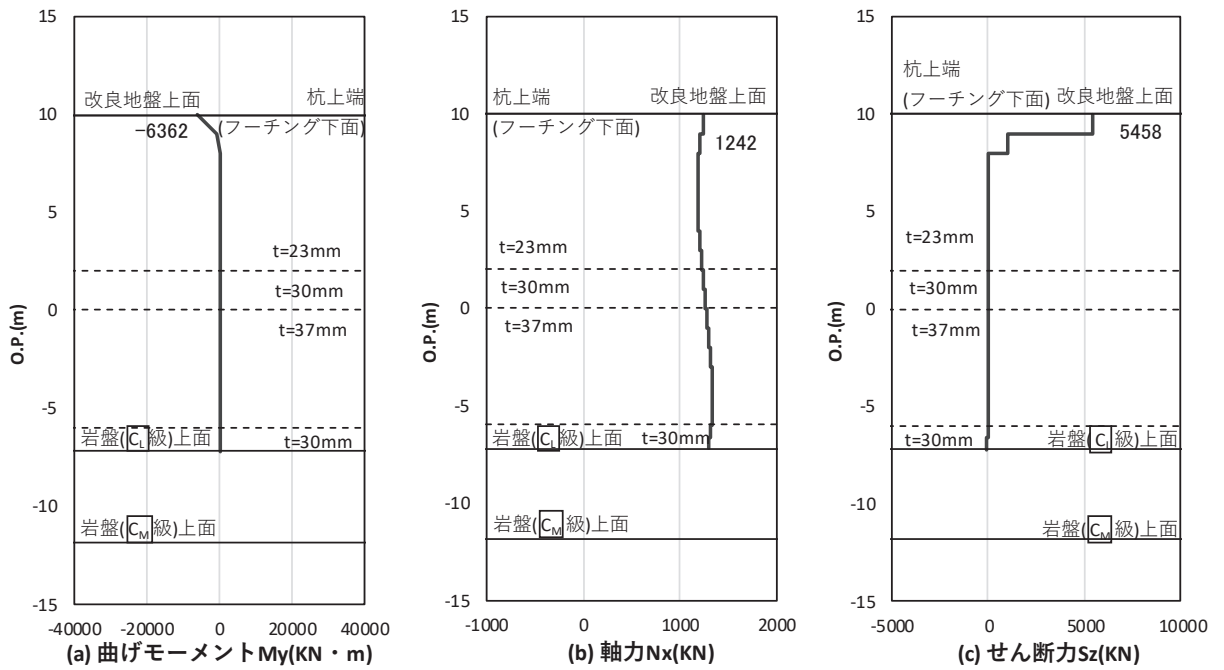 15
10
5
0
-5
-10
-15
O.P.(m)
改良地盤上面
杭上端
-6362
(フーチング下面)
t=23mm
t=30mm
t=37mm
岩盤(CL級)上面
t=30mm
岩盤(CM級)上面
-40000 -20000 0 20000 40000
(a) 曲げモーメントMy(KN・m)
15
10
5
0
-5
-10
-15
O.P.(m)
杭上端
改良地盤上面
(フーチング下面)
1242
t=23mm
t=30mm
t=37mm
岩盤(CL級)上面
t=30mm
岩盤(CM級)上面
-1000 0 1000 2000
(b) 軸力Nx(KN)
15
10
5
0
-5
-10
-15
O.P.(m)
杭上端
(フーチング下面)
改良地盤上面
5458
t=23mm
t=30mm
t=37mm
t=30mm
岩盤(CL級)上面
岩盤(CM級)上面
-5000 0 5000 10000
(c) せん断力Sz(KN)